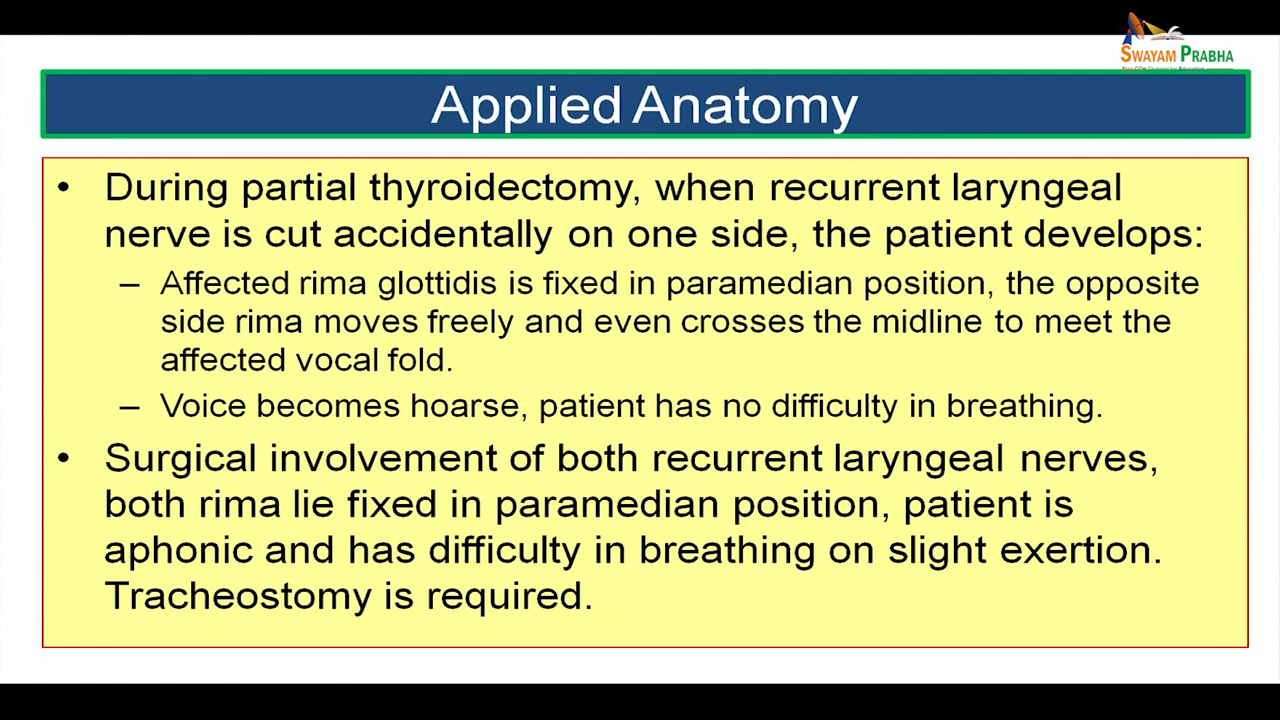 SWAYAM PRABHA
Applied Anatomy
• During partial thyroidectomy, when recurrent laryngeal
nerve is cut accidentally on one side, the patient develops:
– Affected rima glottidis is fixed in paramedian position, the opposite
side rima moves freely and even crosses the midline to meet the
affected vocal fold.
– Voice becomes hoarse, patient has no difficulty in breathing.
• Surgical involvement of both recurrent laryngeal nerves,
both rima lie fixed in paramedian position, patient is
aphonic and has difficulty in breathing on slight exertion.
Tracheostomy is required.